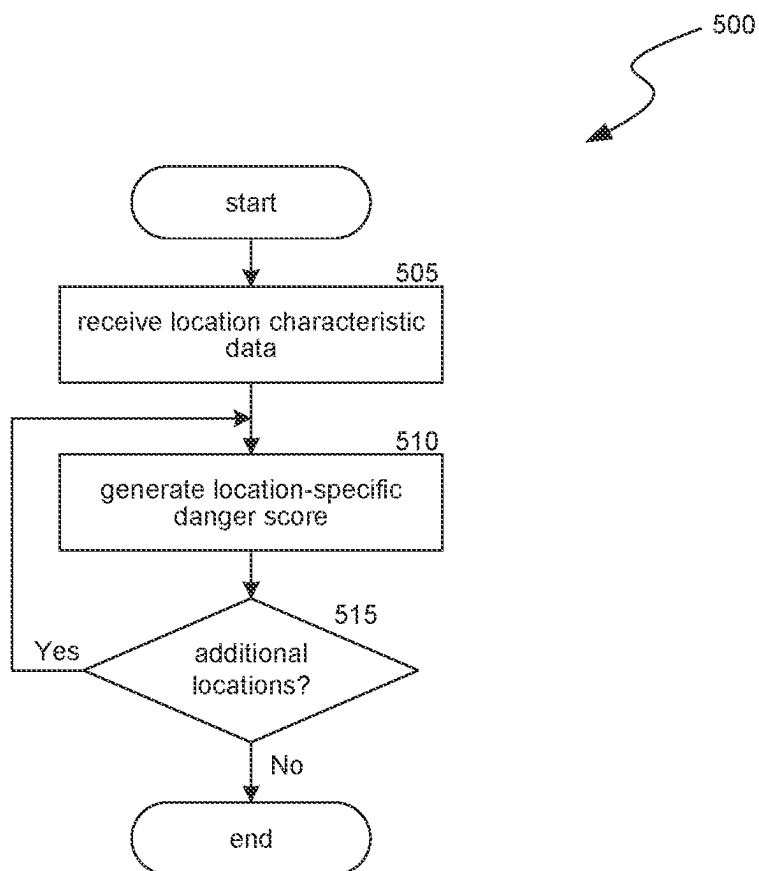 500
start
505
receive location characteristic
data
510
generate location-specific
danger score
515
Yes
additional
locations?
No
end